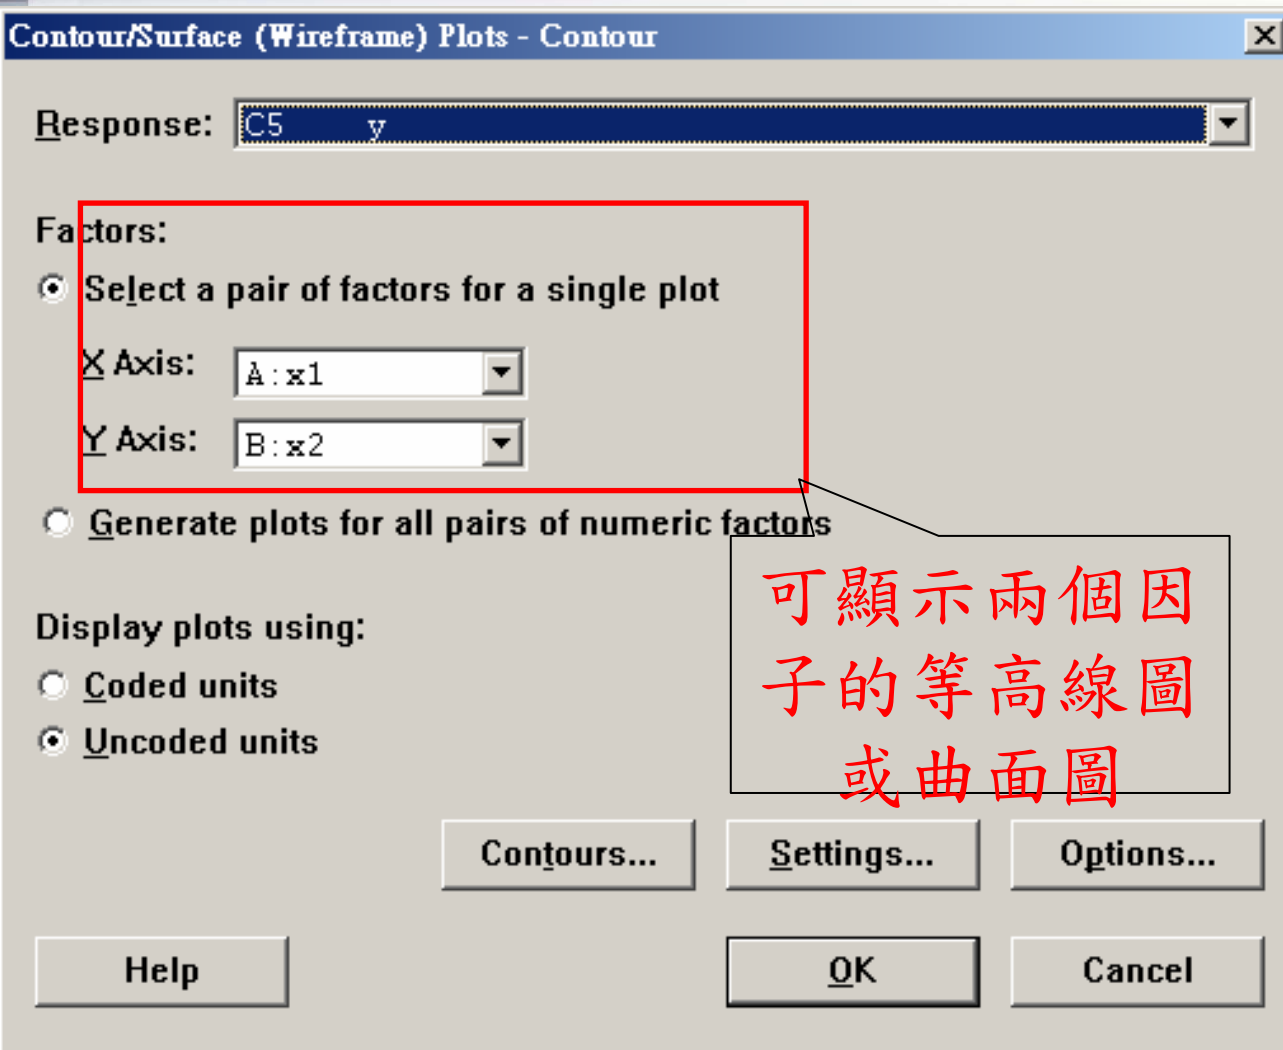 Contour/Surface (Wireframe) Plots - Contour
Response: C5 y
Factors:
Select a pair of factors for a single plot
X Axis: A:x1
Y Axis: B:x2
Generate plots for all pairs of numeric factors
可顯示兩個因
子的等高線圖
或曲面圖
Display plots using:
Coded units
Uncoded units
Contours... Settings... Options...
Help OK Cancel